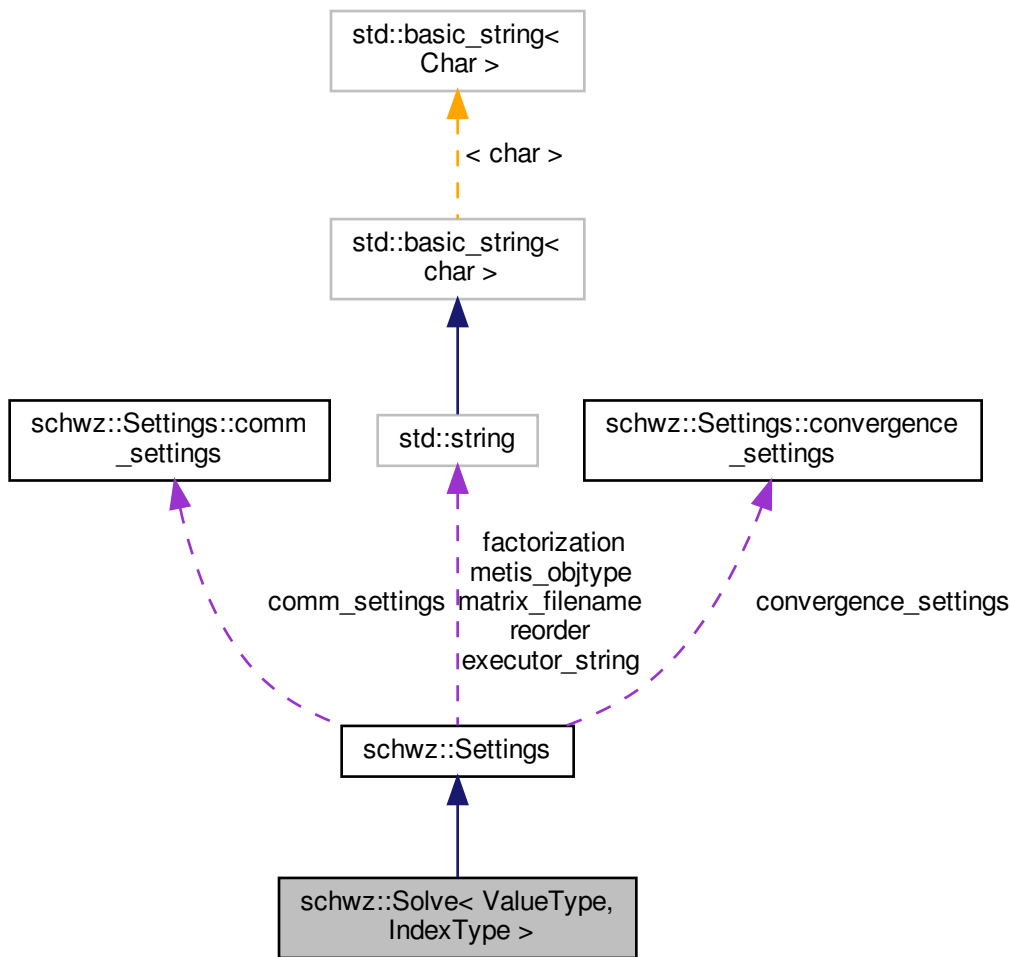 std::basic_string<
Char >
< char >
std::basic_string<
char >
schwz::Settings::comm
_settings
std::string
schwz::Settings::convergence
_settings
factorization
metis_objtype
comm_settings
matrix_filename
convergence_settings
reorder
executor_string
schwz::Settings
schwz::Solve< ValueType,
IndexType >